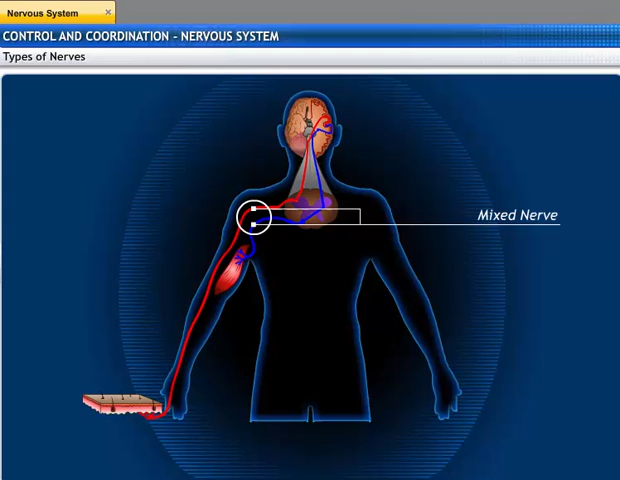 Nervous System
CONTROL AND COORDINATION - NERVOUS SYSTEM
Types of Nerves
Mixed Nerve